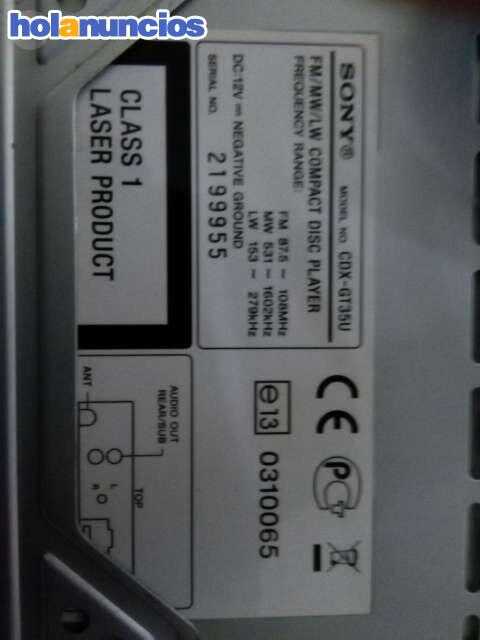 holanuncios
SONY® MODEL NO. CDX-GT35U
FM/MW/LW COMPACT DISC PLAYER
FREQUENCY RANGE:
FM 87.5 – 108MHz
MW 531 – 1602kHz
LW 153 – 279kHz
DC:12V ⎓ NEGATIVE GROUND
SERIAL NO. 2199955
CLASS 1
LASER PRODUCT
CE
e13 0310065
AUDIO OUT
REAR/SUB
ANT
TOP
L
R